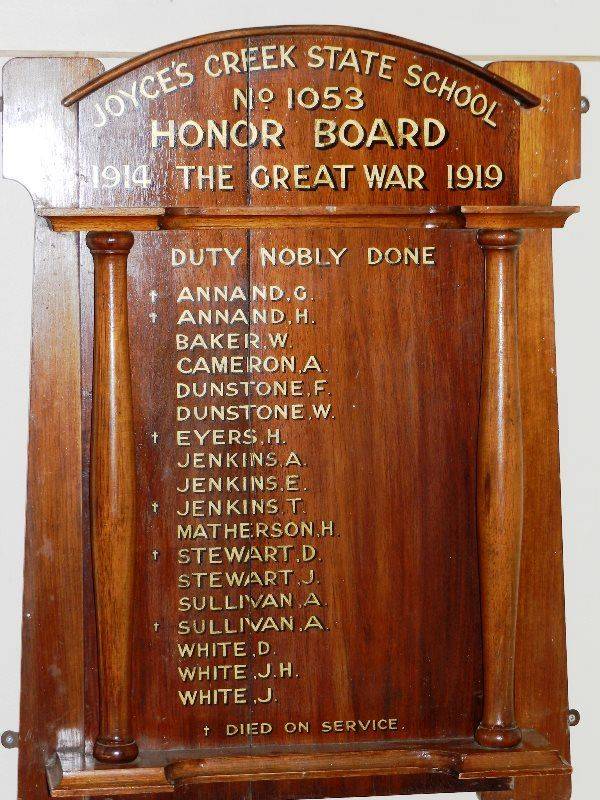 JOYCE'S CREEK STATE SCHOOL
No 1053
HONOR BOARD
1914 THE GREAT WAR 1919
DUTY NOBLY DONE
† ANNAND, G.
† ANNAND, H.
BAKER, W.
CAMERON, A.
DUNSTONE, F.
DUNSTONE, W.
† EYERS, H.
JENKINS, A.
JENKINS, E.
† JENKINS, T.
MATHERSON, H.
† STEWART, D.
STEWART, J.
SULLIVAN, A.
† SULLIVAN, A.
WHITE, D.
WHITE, J.H.
WHITE, J.
† DIED ON SERVICE.